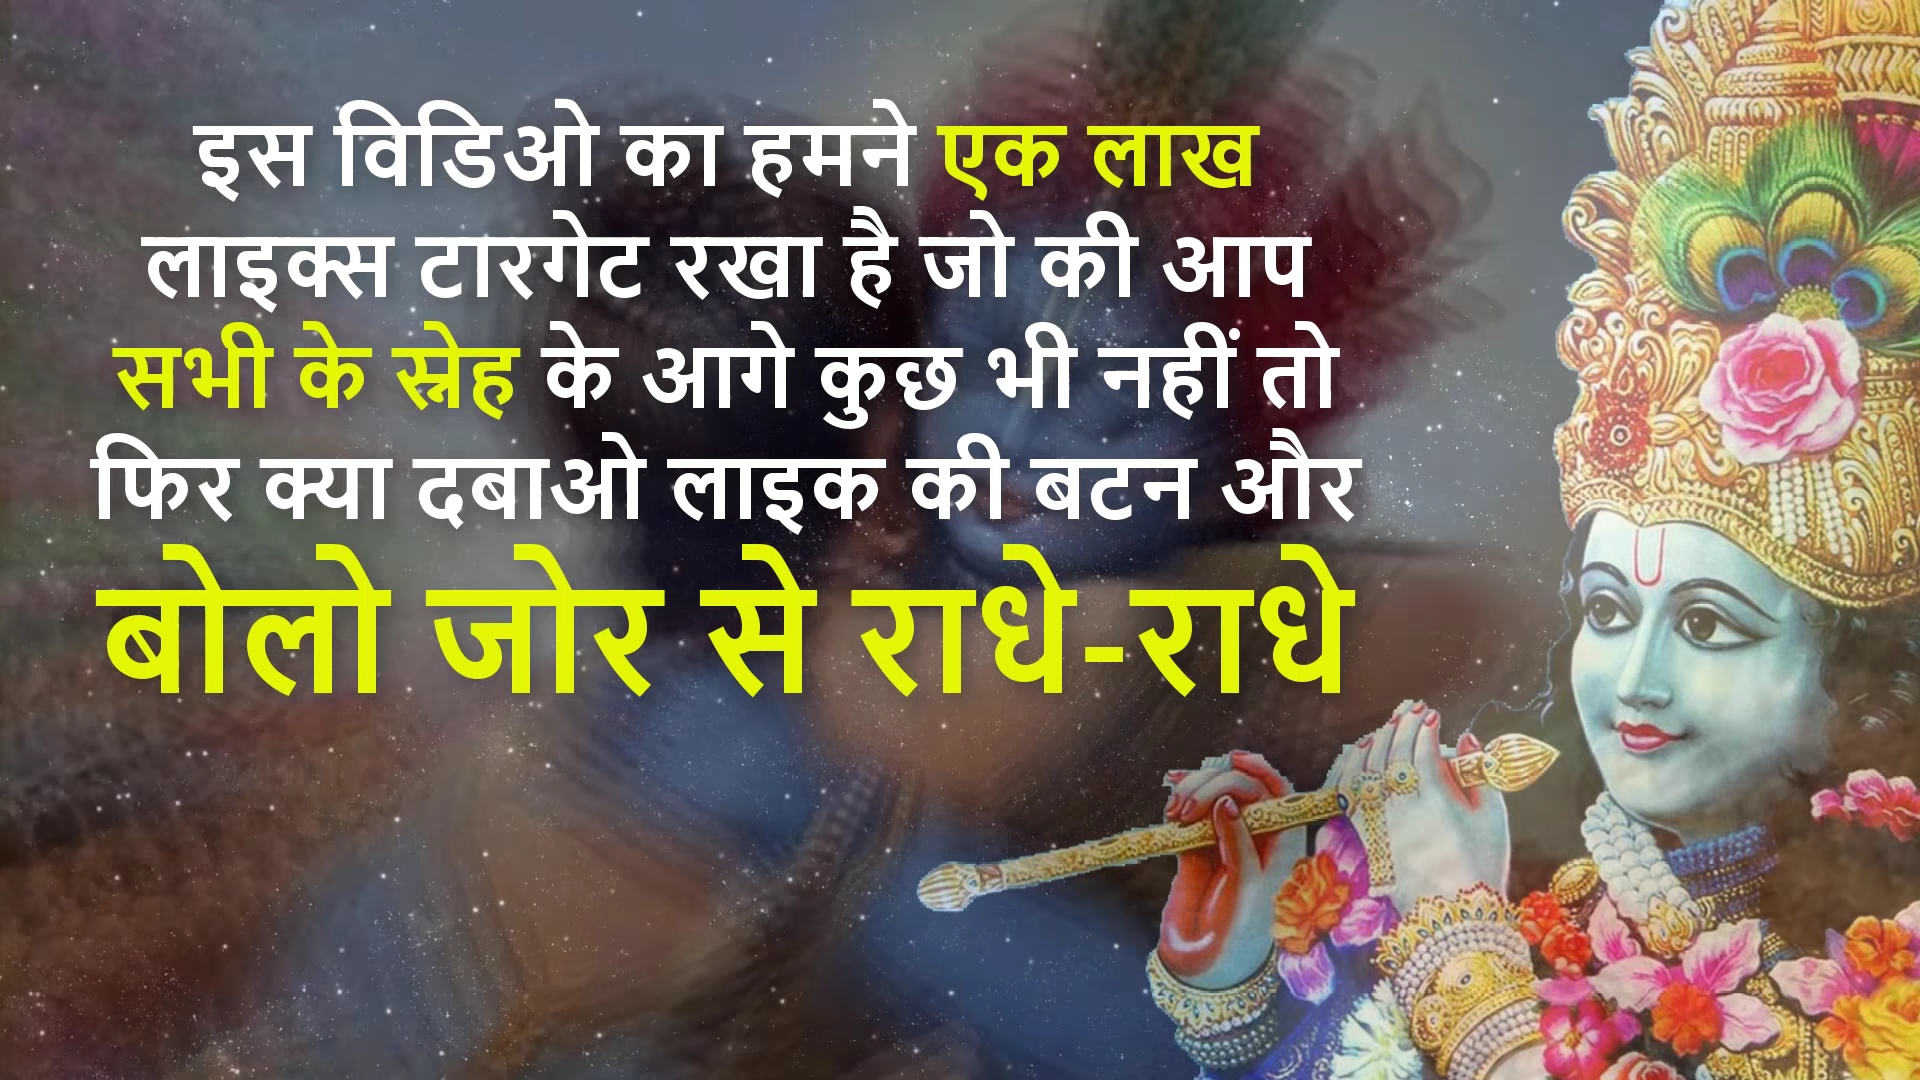 इस विडिओ का हमने एक लाख
लाइक्स टारगेट रखा है जो की आप
सभी के स्नेह के आगे कुछ भी नहीं तो
फिर क्या दबाओ लाइक की बटन और
बोलो जोर से राधे-राधे